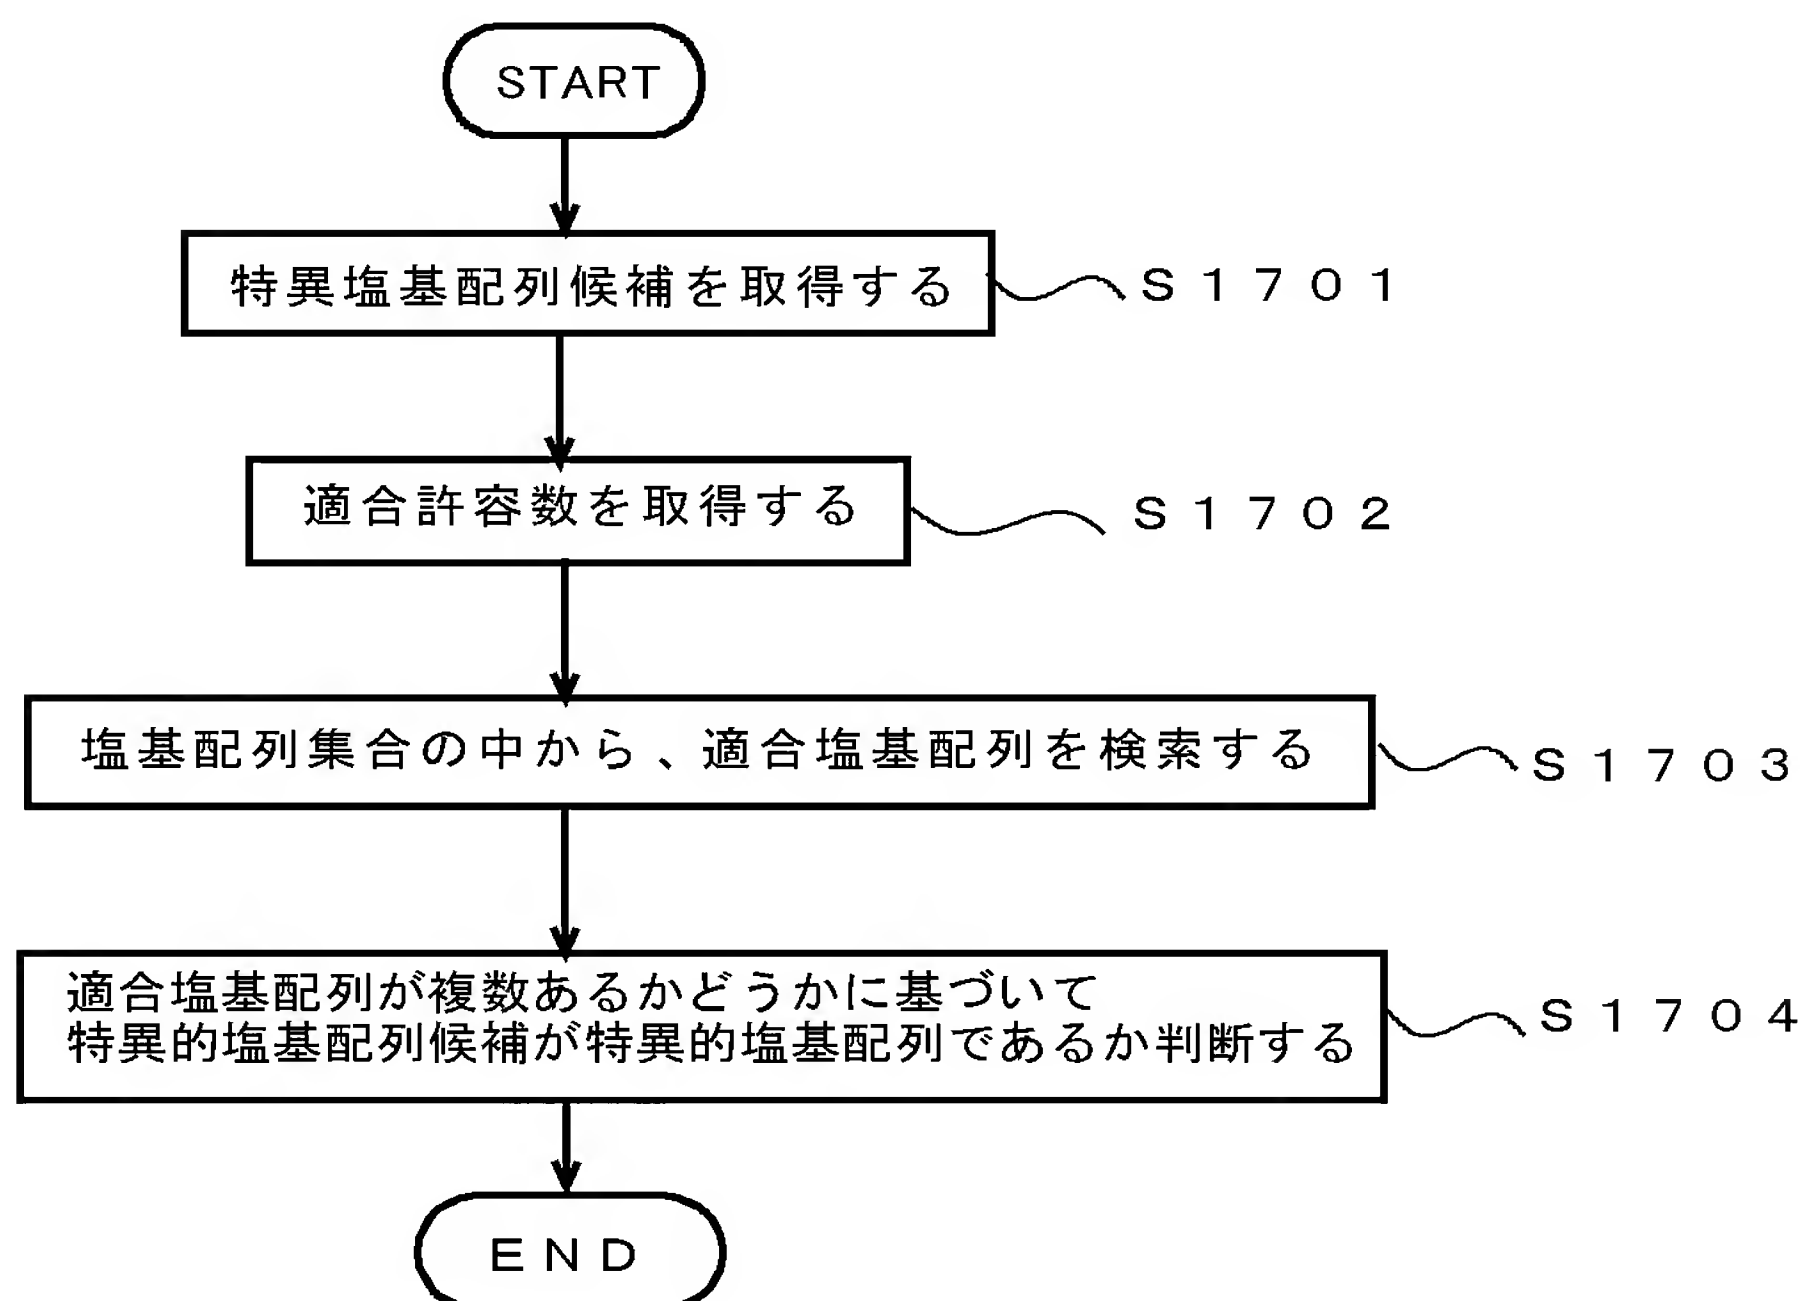 START
特異塩基配列候補を取得する
S1701
適合許容数を取得する
S1702
塩基配列集合の中から、適合塩基配列を検索する
S1703
適合塩基配列が複数あるかどうかに基づいて
特異的塩基配列候補が特異的塩基配列であるか判断する
S1704
END